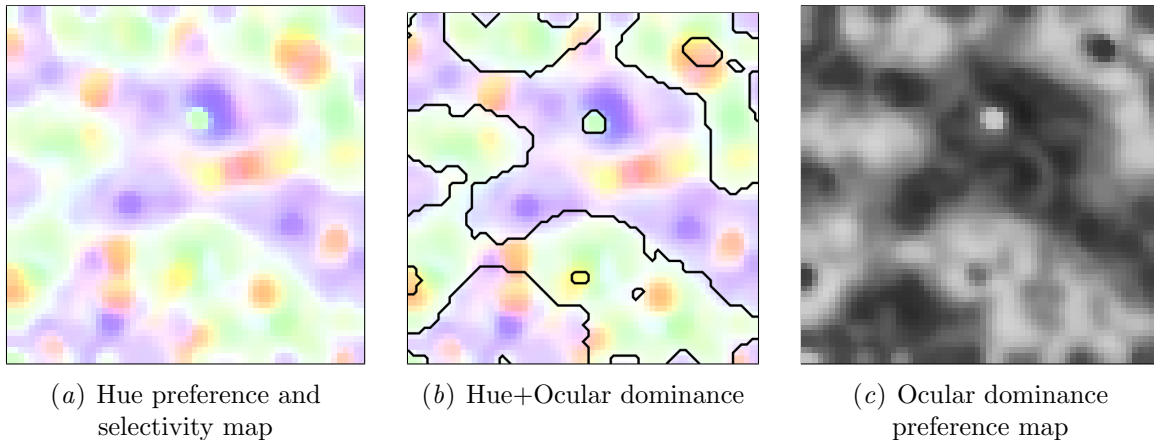 (a) Hue preference and
selectivity map
(b) Hue+Ocular dominance
(c) Ocular dominance
preference map